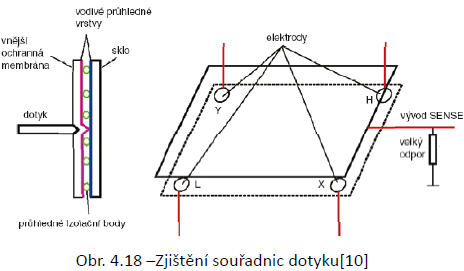 vodivé průhledné
vrstvy
vnější
ochranná
membrána
sklo
dotyk
průhledné Izolační body
elektrody
Y
H
L
X
vývod SENSE
velký
odpor
Obr. 4.18 –Zjištění souřadnic dotyku[10]